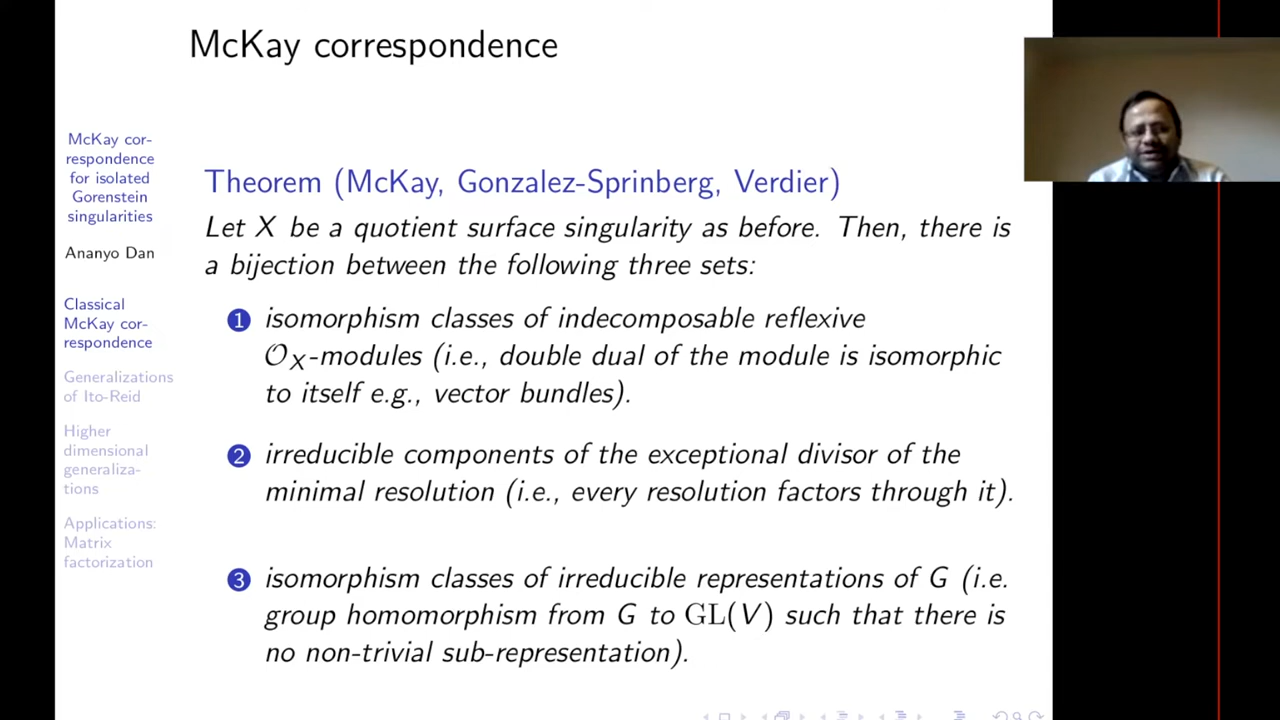 McKay correspondence
McKay cor-
respondence
for isolated
Gorenstein
singularities
Ananyo Dan
Classical
McKay cor-
respondence
Generalizations
of Ito-Reid
Higher
dimensional
generaliza-
tions
Applications:
Matrix
factorization
Theorem (McKay, Gonzalez-Sprinberg, Verdier)
Let X be a quotient surface singularity as before. Then, there is
a bijection between the following three sets:
1 isomorphism classes of indecomposable reflexive
𝒪X-modules (i.e., double dual of the module is isomorphic
to itself e.g., vector bundles).
2 irreducible components of the exceptional divisor of the
minimal resolution (i.e., every resolution factors through it).
3 isomorphism classes of irreducible representations of G (i.e.
group homomorphism from G to GL(V) such that there is
no non-trivial sub-representation).